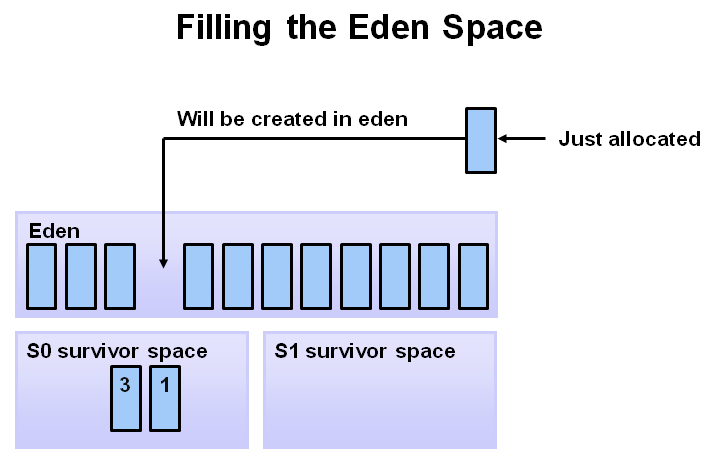 Filling the Eden Space
Will be created in eden
Just allocated
Eden
S0 survivor space
3 1
S1 survivor space